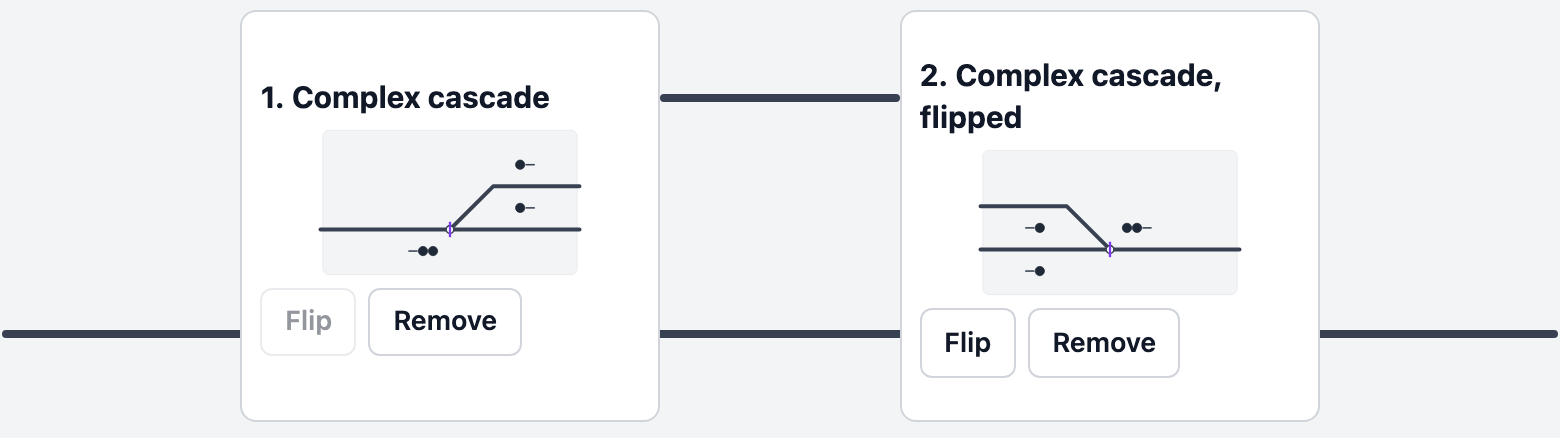 1. Complex cascade
Flip
Remove
2. Complex cascade,
flipped
Flip
Remove